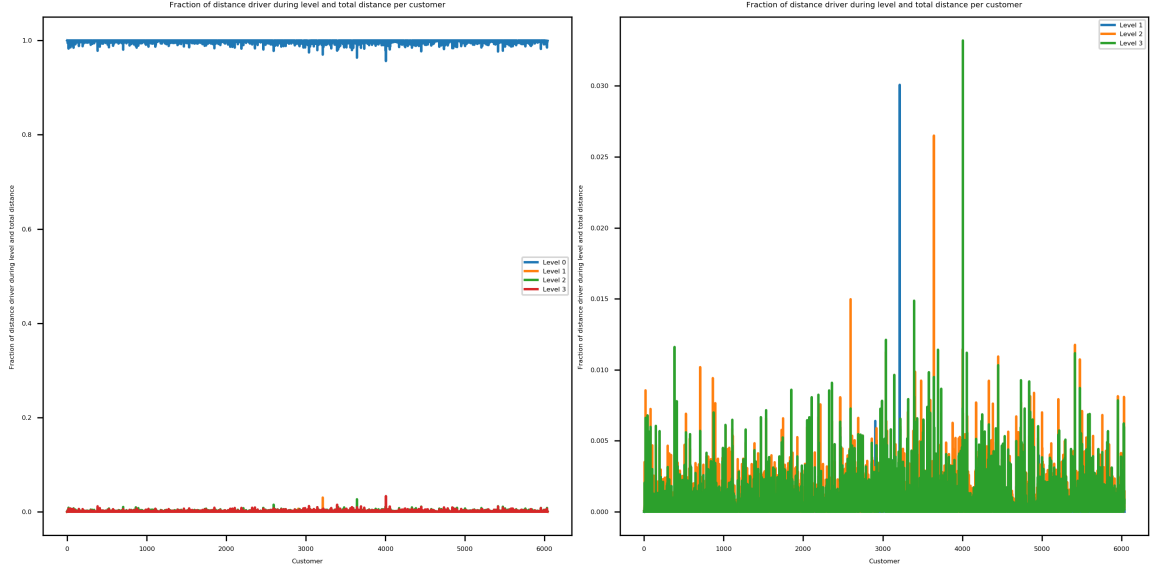 Fraction of distance driver during level and total distance per customer
Fraction of distance driver during level and total distance
1.0
0.8
0.6
0.4
0.2
0.0
Level 0
Level 1
Level 2
Level 3
0
1000
2000
3000
4000
5000
6000
Customer
Fraction of distance driver during level and total distance per customer
Fraction of distance driver during level and total distance
0.030
0.025
0.020
0.015
0.010
0.005
0.000
Level 1
Level 2
Level 3
0
1000
2000
3000
4000
5000
6000
Customer